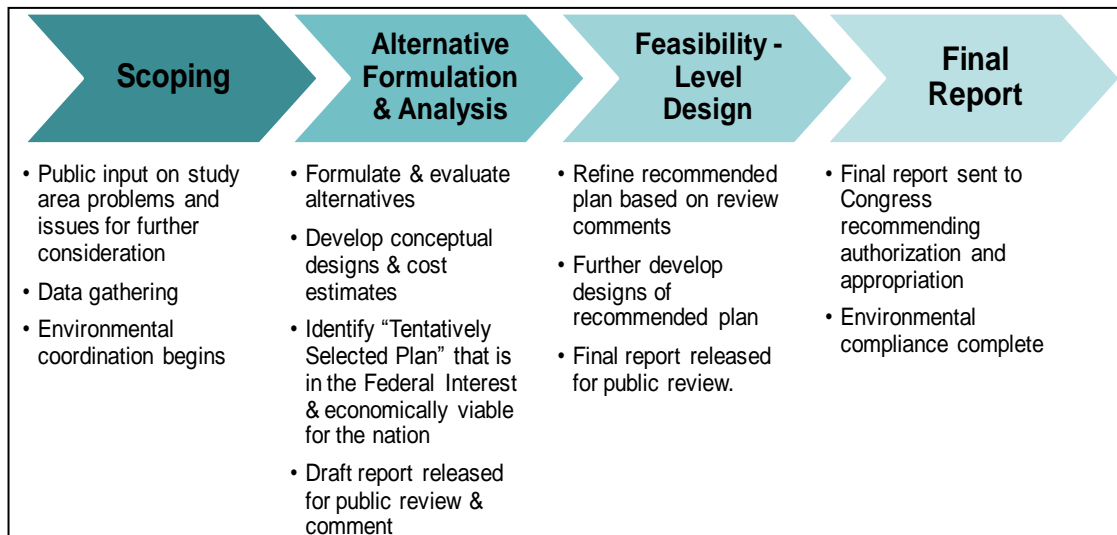 Scoping
• Public input on study
area problems and
issues for further
consideration
• Data gathering
• Environmental
coordination begins
Alternative
Formulation
& Analysis
• Formulate & evaluate
alternatives
• Develop conceptual
designs & cost
estimates
• Identify “Tentatively
Selected Plan” that is
in the Federal Interest
& economically viable
for the nation
• Draft report released
for public review &
comment
Feasibility -
Level
Design
• Refine recommended
plan based on review
comments
• Further develop
designs of
recommended plan
• Final report released
for public review.
Final
Report
• Final report sent to
Congress
recommending
authorization and
appropriation
• Environmental
compliance complete